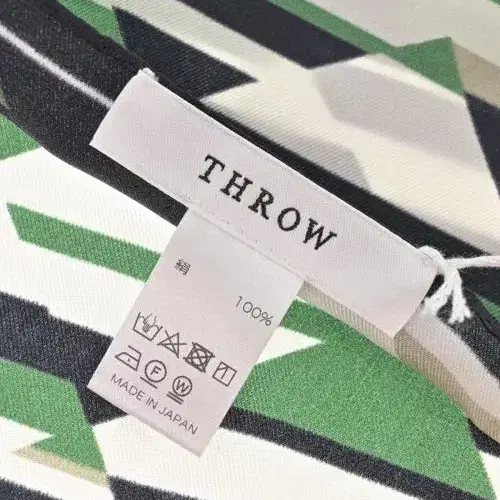 THROW
絹 100%
F W
MADE IN JAPAN